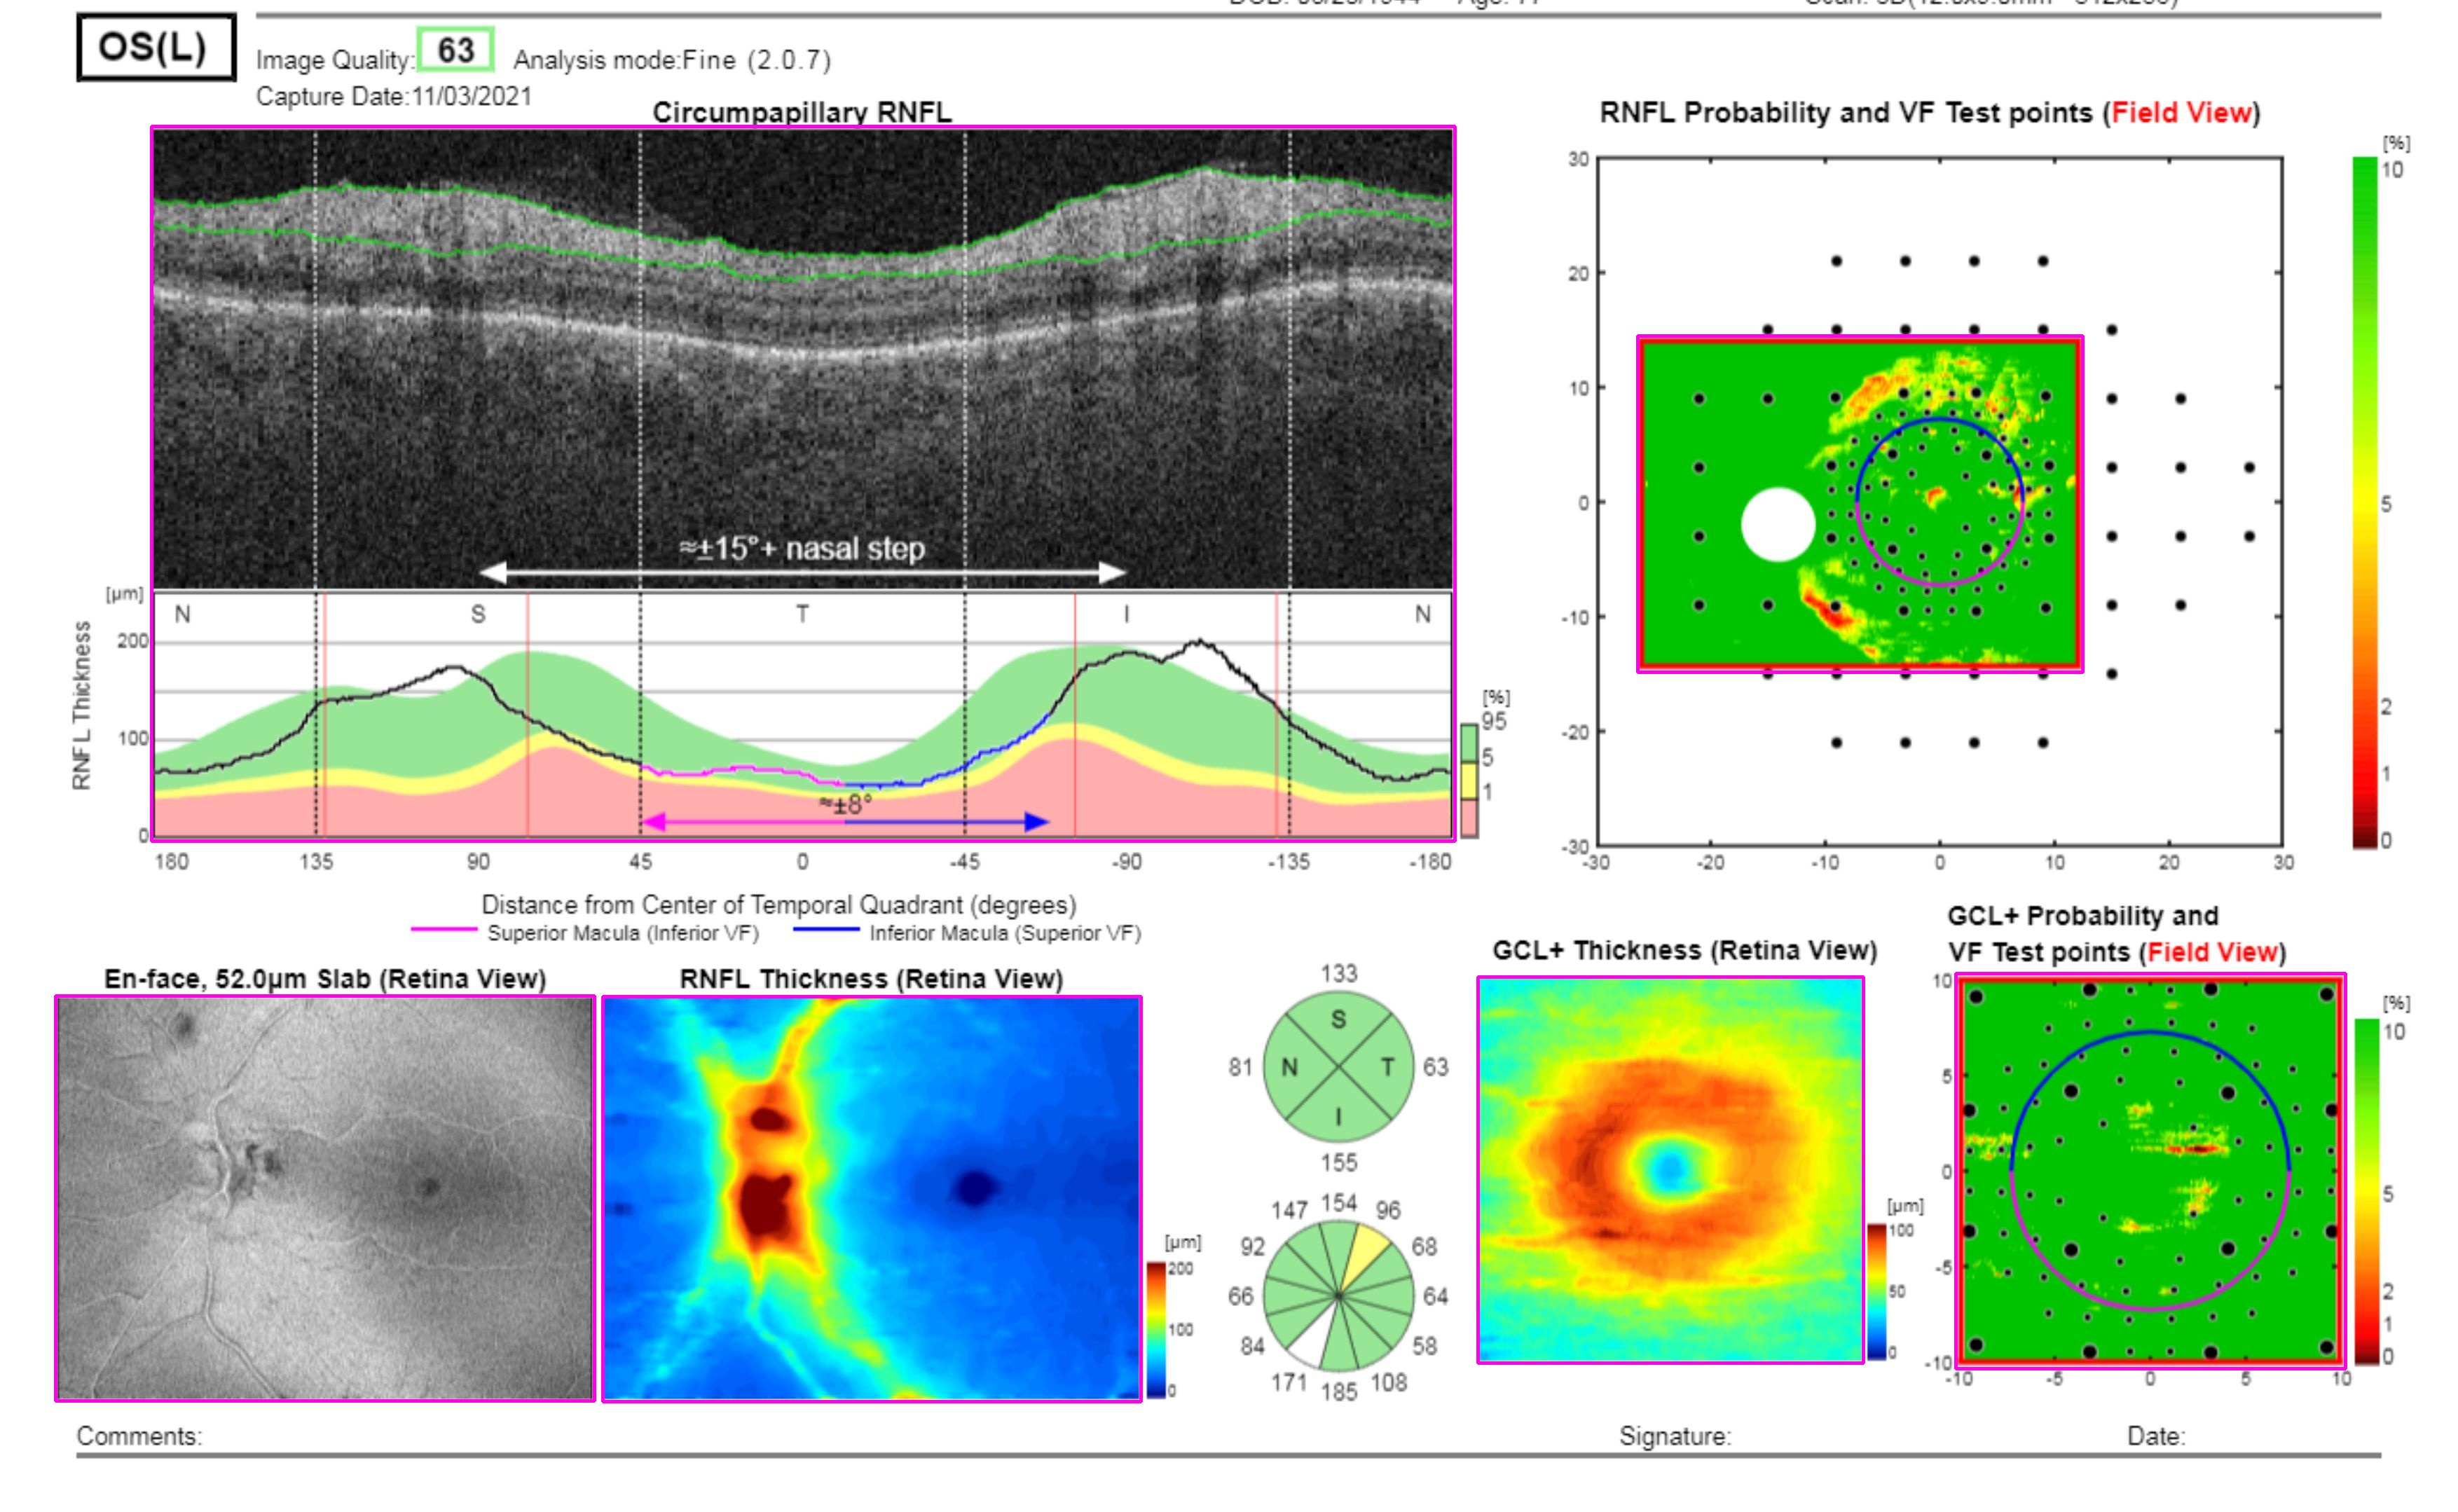 OS(L)
Image Quality: 63 Analysis mode:Fine (2.0.7)
Capture Date:11/03/2021
Circumpapillary RNFL
≈±15°+ nasal step
[µm]
N S T I N
RNFL Thickness
200
100
0
≈±8°
180 135 90 45 0 -45 -90 -135 -180
[%]
95
5
1
Distance from Center of Temporal Quadrant (degrees)
Superior Macula (Inferior VF) Inferior Macula (Superior VF)
RNFL Probability and VF Test points (Field View)
30
20
10
0
-10
-20
-30
-30 -20 -10 0 10 20 30
[%]
10
5
2
1
0
En-face, 52.0µm Slab (Retina View)
RNFL Thickness (Retina View)
[µm]
200
100
0
133
S
81 N T 63
I
155
147 154 96
92 68
66 64
84 58
171 185 108
GCL+ Thickness (Retina View)
[µm]
100
50
0
GCL+ Probability and
VF Test points (Field View)
10
5
0
-5
-10
-10 -5 0 5 10
[%]
10
5
2
1
0
Comments: Signature: Date: